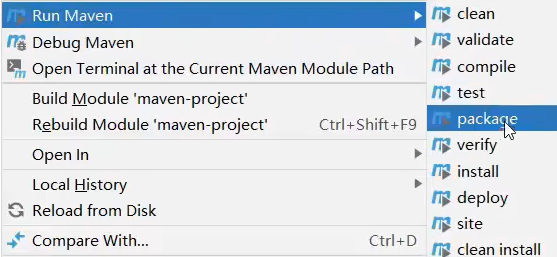 Run Maven
Debug Maven
Open Terminal at the Current Maven Module Path
Build Module 'maven-project'
Rebuild Module 'maven-project' Ctrl+Shift+F9
Open In
Local History
Reload from Disk
Compare With... Ctrl+D
clean
validate
compile
test
package
verify
install
deploy
site
clean install